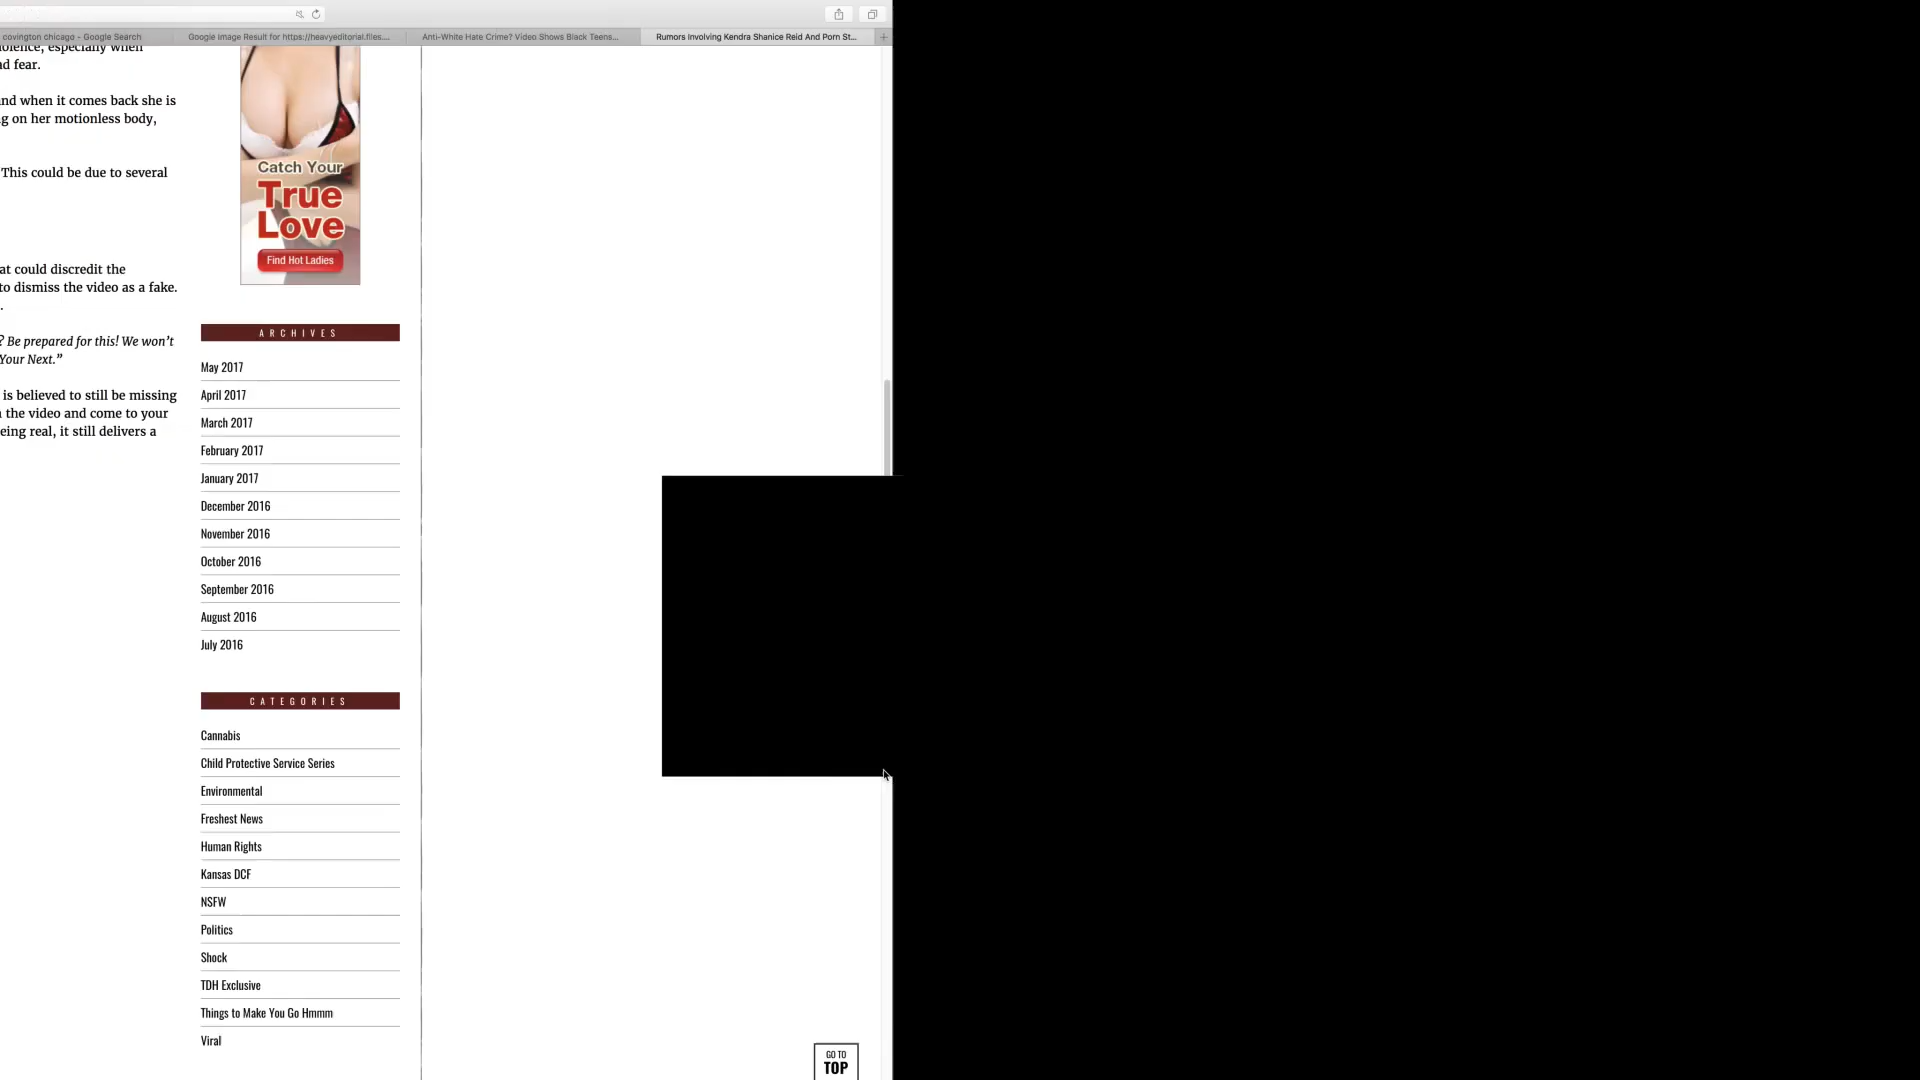 covington chicago - Google Search
Google Image Result for https://heavyeditorial.files....
Anti-White Hate Crime? Video Shows Black Teens...
Rumors Involving Kendra Shanice Reid And Porn St...
especially when
ad fear.
and when it comes back she is
g on her motionless body,
This could be due to several
at could discredit the
to dismiss the video as a fake.
.
? Be prepared for this! We won't
Your Next."
is believed to still be missing
the video and come to your
eing real, it still delivers a
Catch Your
True
Love
Find Hot Ladies
ARCHIVES
May 2017
April 2017
March 2017
February 2017
January 2017
December 2016
November 2016
October 2016
September 2016
August 2016
July 2016
CATEGORIES
Cannabis
Child Protective Service Series
Environmental
Freshest News
Human Rights
Kansas DCF
NSFW
Politics
Shock
TDH Exclusive
Things to Make You Go Hmmm
Viral
GO TO
TOP